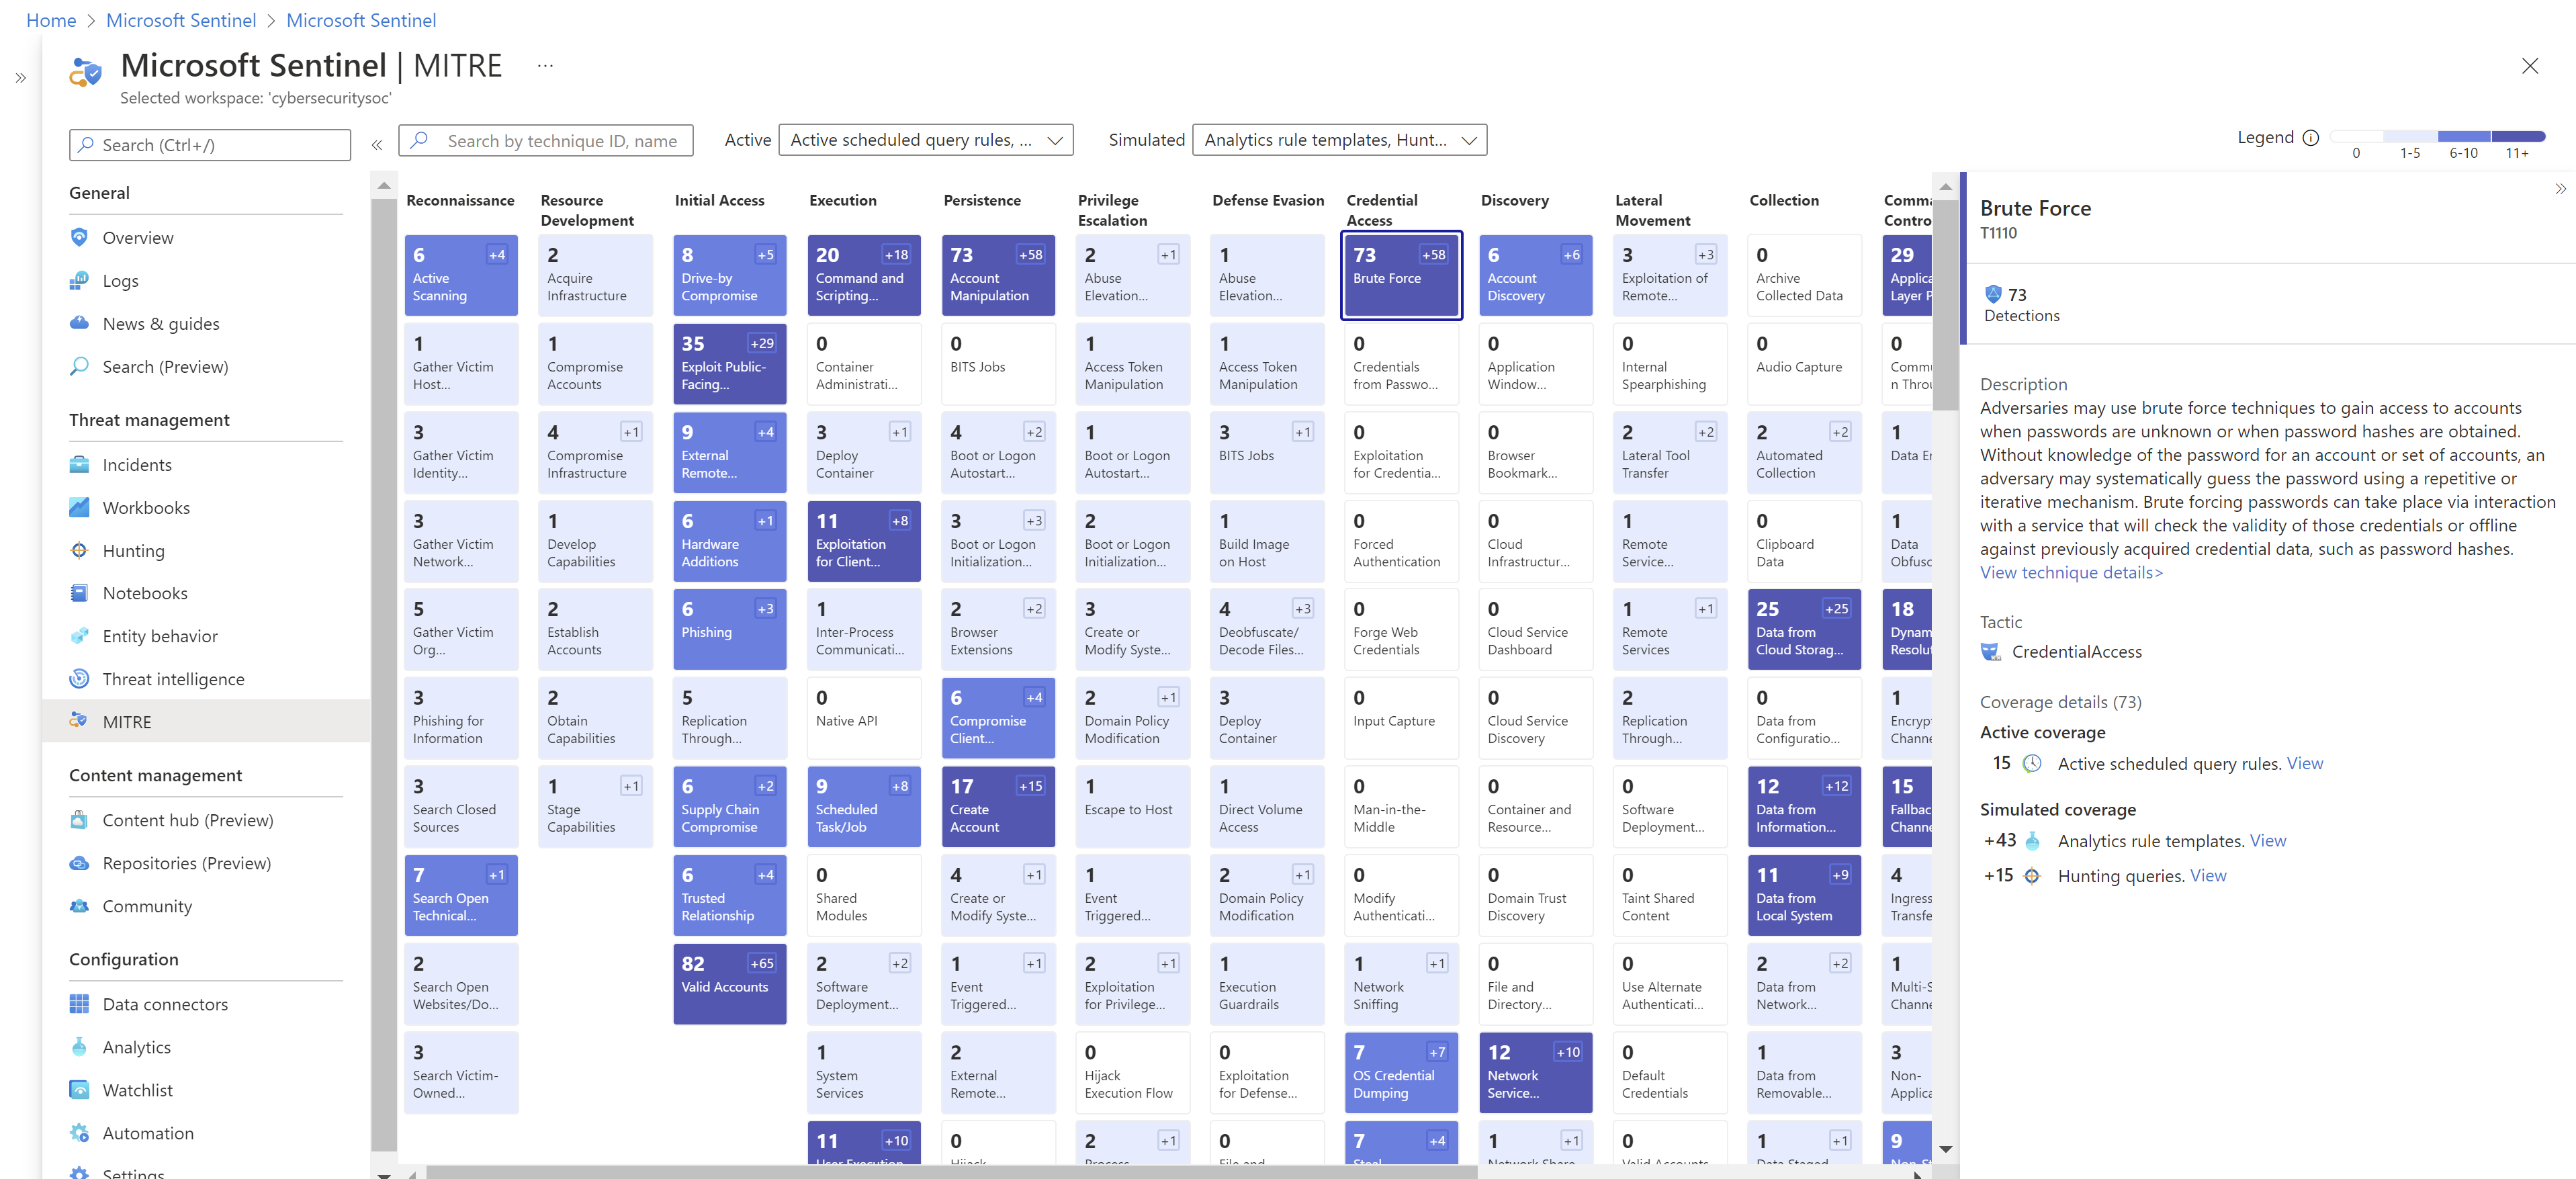 Home > Microsoft Sentinel > Microsoft Sentinel
Microsoft Sentinel | MITRE ...
Selected workspace: 'cybersecuritysoc'
Search (Ctrl+/)
Search by technique ID, name
Active
Active scheduled query rules, ...
Simulated
Analytics rule templates, Hunt...
Legend
0 1-5 6-10 11+
General
Overview
Logs
News & guides
Search (Preview)
Threat management
Incidents
Workbooks
Hunting
Notebooks
Entity behavior
Threat intelligence
MITRE
Content management
Content hub (Preview)
Repositories (Preview)
Community
Configuration
Data connectors
Analytics
Watchlist
Automation
Settings
Reconnaissance
6 +4
Active
Scanning
1
Gather Victim
Host...
3
Gather Victim
Identity...
3
Gather Victim
Network...
5
Gather Victim
Org...
3
Phishing for
Information
3
Search Closed
Sources
7 +1
Search Open
Technical...
2
Search Open
Websites/Do...
3
Search Victim-
Owned...
Resource
Development
2
Acquire
Infrastructure
1
Compromise
Accounts
4 +1
Compromise
Infrastructure
1
Develop
Capabilities
2
Establish
Accounts
2
Obtain
Capabilities
1 +1
Stage
Capabilities
Initial Access
8 +5
Drive-by
Compromise
35 +29
Exploit Public-
Facing...
9 +4
External
Remote...
6 +1
Hardware
Additions
6 +3
Phishing
5
Replication
Through...
6 +2
Supply Chain
Compromise
6 +4
Trusted
Relationship
82 +65
Valid Accounts
Execution
20 +18
Command and
Scripting...
0
Container
Administrati...
3 +1
Deploy
Container
11 +8
Exploitation
for Client...
1
Inter-Process
Communicati...
0
Native API
9 +8
Scheduled
Task/Job
0
Shared
Modules
2 +2
Software
Deployment...
1
System
Services
11 +10
User Execution
Persistence
73 +58
Account
Manipulation
0
BITS Jobs
4 +2
Boot or Logon
Autostart...
3 +3
Boot or Logon
Initialization...
2 +2
Browser
Extensions
6 +4
Compromise
Client...
17 +15
Create
Account
4 +1
Create or
Modify Syste...
1 +1
Event
Triggered...
2
External
Remote...
0
Hijack
Privilege
Escalation
2 +1
Abuse
Elevation...
1
Access Token
Manipulation
1
Boot or Logon
Autostart...
2
Boot or Logon
Initialization...
3
Create or
Modify Syste...
2 +1
Domain Policy
Modification
1
Escape to Host
1
Event
Triggered...
2 +1
Exploitation
for Privilege...
0
Hijack
Execution Flow
2 +1
Process
Defense Evasion
1
Abuse
Elevation...
1
Access Token
Manipulation
3 +1
BITS Jobs
1
Build Image
on Host
4 +3
Deobfuscate/
Decode Files...
3
Deploy
Container
1
Direct Volume
Access
2 +1
Domain Policy
Modification
1
Execution
Guardrails
0
Exploitation
for Defense...
0
File and
Credential
Access
73 +58
Brute Force
0
Credentials
from Passwo...
0
Exploitation
for Credentia...
0
Forced
Authentication
0
Forge Web
Credentials
0
Input Capture
0
Man-in-the-
Middle
0
Modify
Authenticati...
1 +1
Network
Sniffing
7 +7
OS Credential
Dumping
7 +4
Steal
Discovery
6 +6
Account
Discovery
0
Application
Window...
0
Browser
Bookmark...
0
Cloud
Infrastructur...
0
Cloud Service
Dashboard
0
Cloud Service
Discovery
0
Container and
Resource...
0
Domain Trust
Discovery
0
File and
Directory...
12 +10
Network
Service...
1 +1
Network Share
Lateral
Movement
3 +3
Exploitation of
Remote...
0
Internal
Spearphishing
2 +2
Lateral Tool
Transfer
1
Remote
Service...
1 +1
Remote
Services
2
Replication
Through...
0
Software
Deployment...
0
Taint Shared
Content
0
Use Alternate
Authenticati...
0
Default
Credentials
0
Valid Accounts
Collection
0
Archive
Collected Data
0
Audio Capture
2 +2
Automated
Collection
0
Clipboard
Data
25 +25
Data from
Cloud Storag...
0
Data from
Configuratio...
12 +12
Data from
Information...
11 +9
Data from
Local System
2 +2
Data from
Network...
1
Data from
Removable...
1 +1
Data Staged
Comma
Contro
29
Applica
Layer P
0
Commu
n Throu
1
Data En
1
Data
Obfusc
18
Dynam
Resolut
1
Encryp
Channe
15
Fallbac
Channe
4
Ingress
Transfe
1
Multi-S
Channe
3
Non-
Applica
9
Non-S
Brute Force
T1110
73
Detections
Description
Adversaries may use brute force techniques to gain access to accounts
when passwords are unknown or when password hashes are obtained.
Without knowledge of the password for an account or set of accounts, an
adversary may systematically guess the password using a repetitive or
iterative mechanism. Brute forcing passwords can take place via interaction
with a service that will check the validity of those credentials or offline
against previously acquired credential data, such as password hashes.
View technique details>
Tactic
CredentialAccess
Coverage details (73)
Active coverage
15 Active scheduled query rules. View
Simulated coverage
+43 Analytics rule templates. View
+15 Hunting queries. View